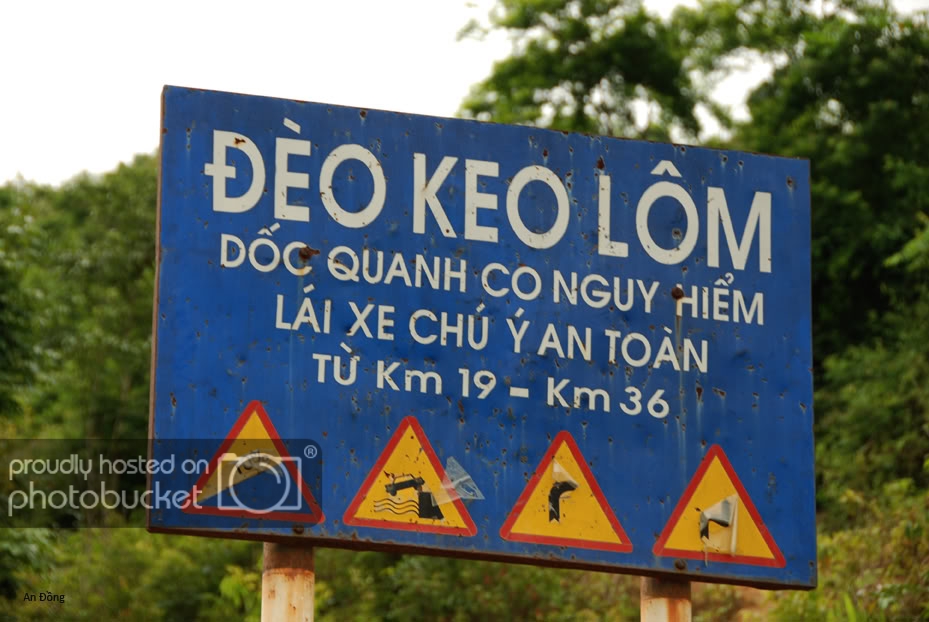 ĐÈO KEO LÔM
DỐC QUANH CO NGUY HIỂM
LÁI XE CHÚ Ý AN TOÀN
TỪ Km 19 - Km 36
proudly hosted on
photobucket®
An Đông